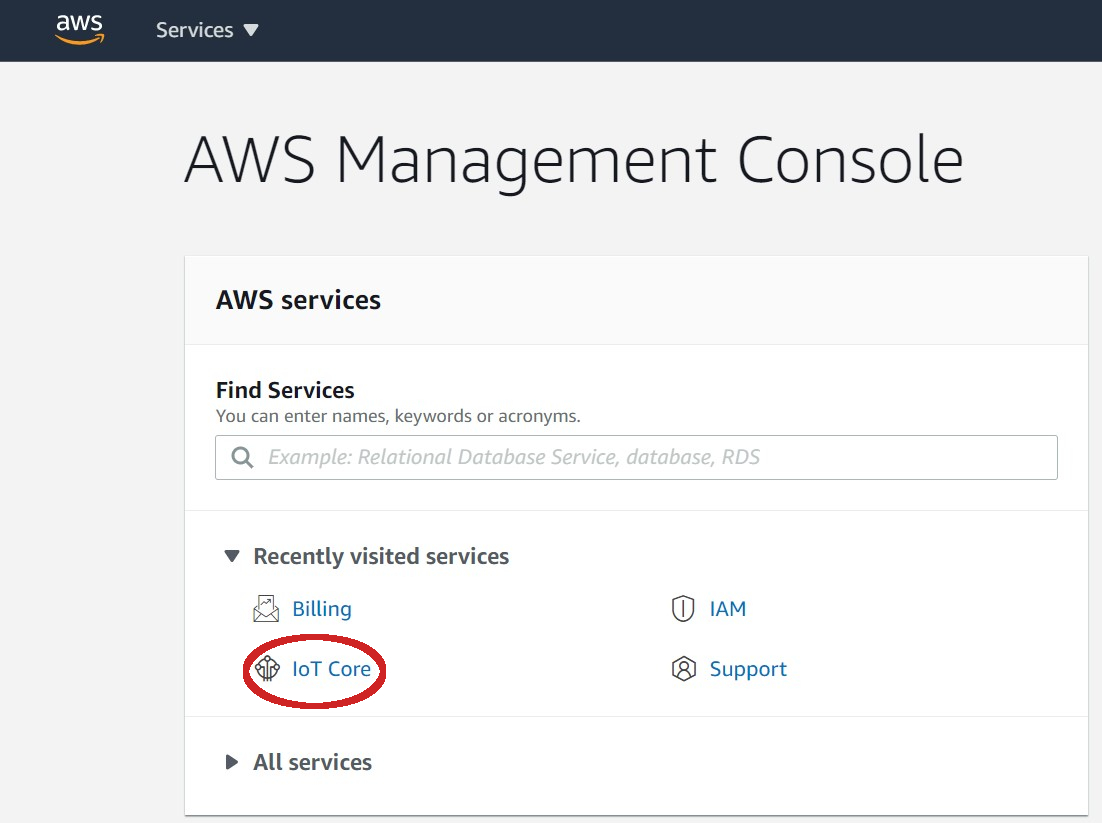 aws
Services
AWS Management Console
AWS services
Find Services
You can enter names, keywords or acronyms.
Example: Relational Database Service, database, RDS
Recently visited services
Billing
IAM
IoT Core
Support
All services